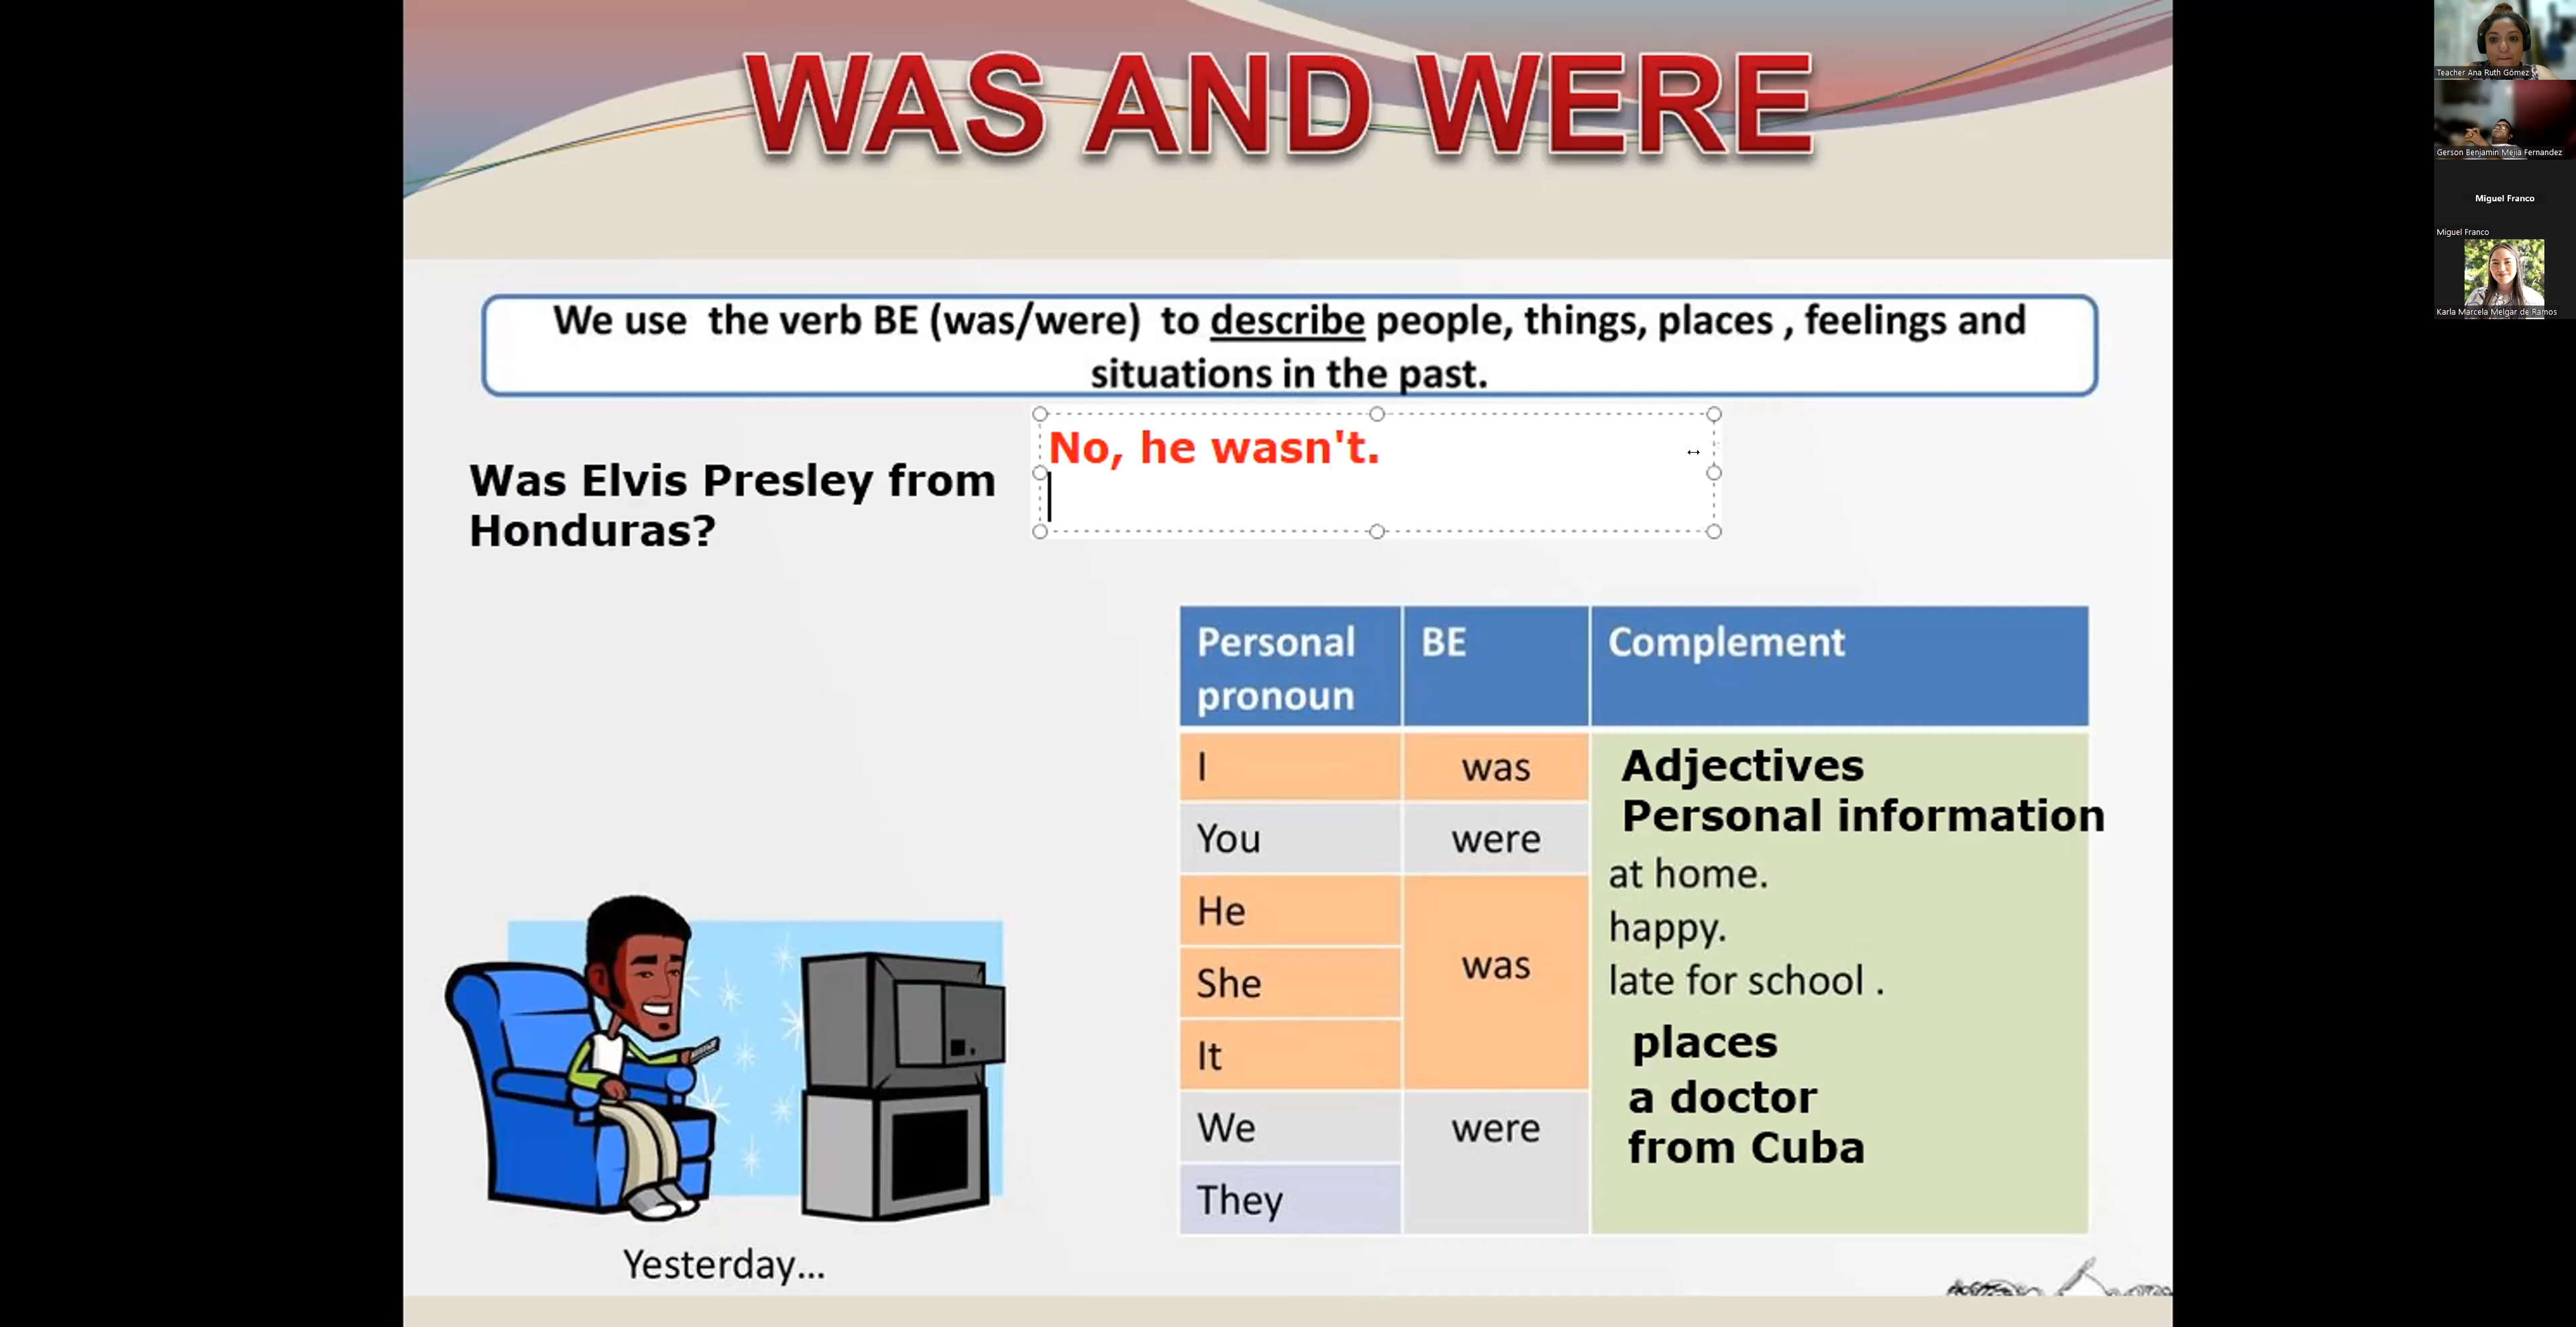 WAS AND WERE
We use the verb BE (was/were) to describe people, things, places , feelings and
situations in the past.
No, he wasn't.
Was Elvis Presley from
Honduras?
Personal
pronoun
BE
Complement
I
was
You
were
He
She
It
was
We
were
They
Adjectives
Personal information
at home.
happy.
late for school .
places
a doctor
from Cuba
Yesterday...
Teacher Ana Ruth Gómez
Gerson Benjamin Mejia Fernandez
Miguel Franco
Miguel Franco
Karla Marcela Melgar de Ramos